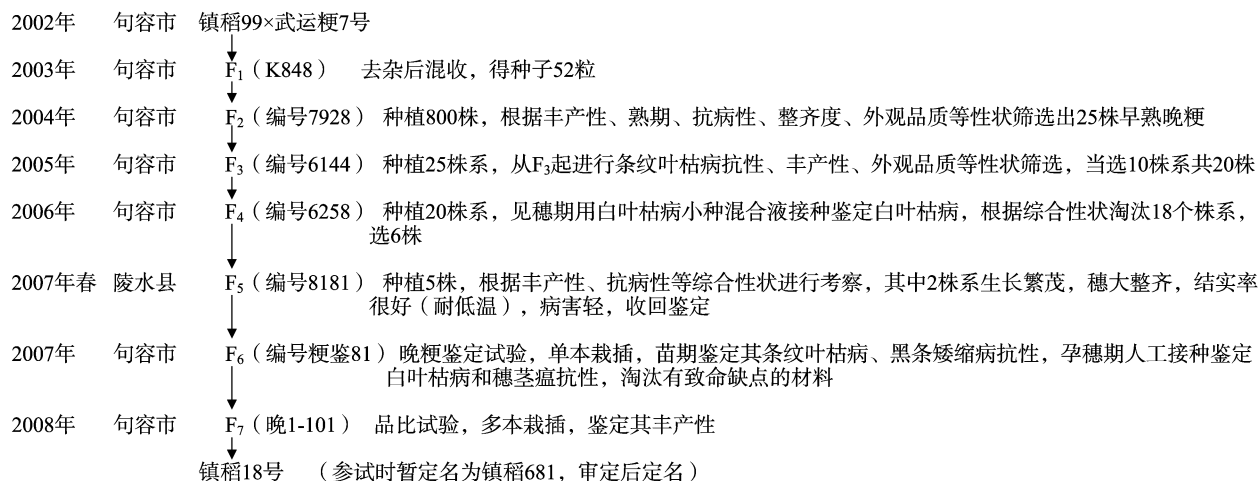 2002年 句容市 镇稻99×武运粳7号
2003年 句容市 F₁（K848） 去杂后混收，得种子52粒
2004年 句容市 F₂（编号7928） 种植800株，根据丰产性、熟期、抗病性、整齐度、外观品质等性状筛选出25株早熟晚粳
2005年 句容市 F₃（编号6144） 种植25株系，从F₃起进行条纹叶枯病抗性、丰产性、外观品质等性状筛选，当选10株系共20株
2006年 句容市 F₄（编号6258） 种植20株系，见穗期用白叶枯病小种混合液接种鉴定白叶枯病，根据综合性状淘汰18个株系，
选6株
2007年春 陵水县 F₅（编号8181） 种植5株，根据丰产性、抗病性等综合性状进行考察，其中2株系生长繁茂，穗大整齐，结实率
很好（耐低温），病害轻，收回鉴定
2007年 句容市 F₆（编号粳鉴81）晚粳鉴定试验，单本栽插，苗期鉴定其条纹叶枯病、黑条矮缩病抗性，孕穗期人工接种鉴定
白叶枯病和穗茎瘟抗性，淘汰有致命缺点的材料
2008年 句容市 F₇（晚1-101） 品比试验，多本栽插，鉴定其丰产性
镇稻18号 （参试时暂定名为镇稻681，审定后定名）